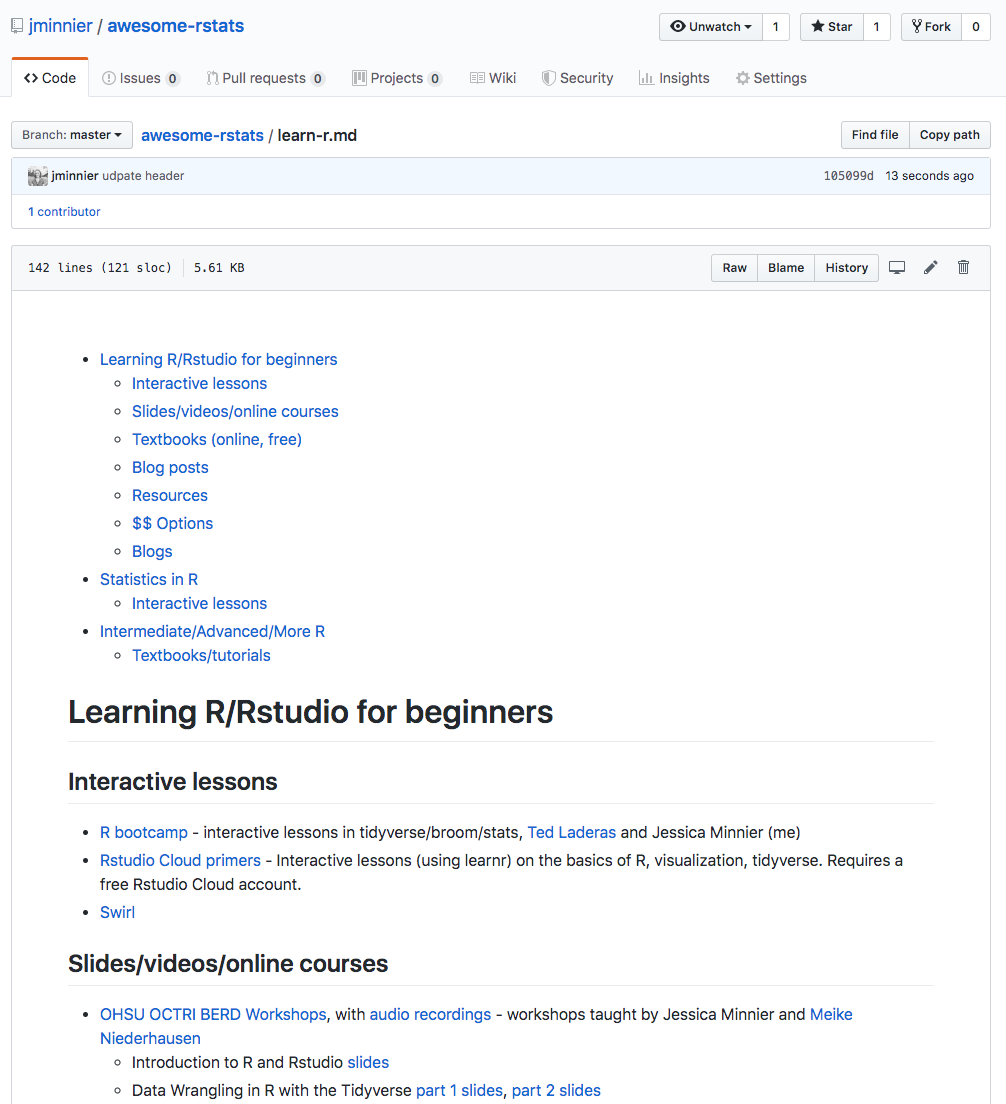 jminnier / awesome-rstats
Unwatch 1 Star 1 Fork 0
Code Issues 0 Pull requests 0 Projects 0 Wiki Security Insights Settings
Branch: master awesome-rstats / learn-r.md Find file Copy path
jminnier udpate header 105099d 13 seconds ago
1 contributor
142 lines (121 sloc) 5.61 KB Raw Blame History
Learning R/Rstudio for beginners
Interactive lessons
Slides/videos/online courses
Textbooks (online, free)
Blog posts
Resources
$$ Options
Blogs
Statistics in R
Interactive lessons
Intermediate/Advanced/More R
Textbooks/tutorials
Learning R/Rstudio for beginners
Interactive lessons
R bootcamp - interactive lessons in tidyverse/broom/stats, Ted Laderas and Jessica Minnier (me)
Rstudio Cloud primers - Interactive lessons (using learnr) on the basics of R, visualization, tidyverse. Requires a
free Rstudio Cloud account.
Swirl
Slides/videos/online courses
OHSU OCTRI BERD Workshops, with audio recordings - workshops taught by Jessica Minnier and Meike
Niederhausen
Introduction to R and Rstudio slides
Data Wrangling in R with the Tidyverse part 1 slides, part 2 slides